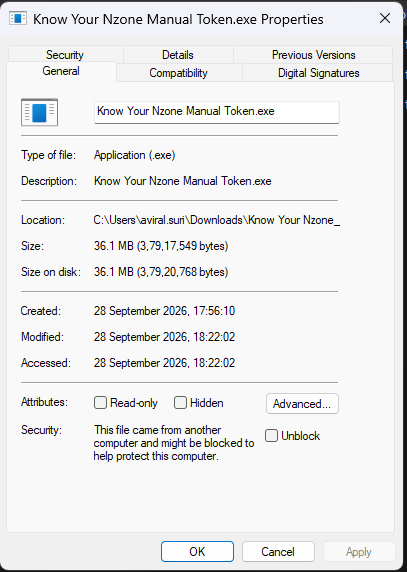 Know Your Nzone Manual Token.exe Properties
Security Details Previous Versions
General Compatibility Digital Signatures
Know Your Nzone Manual Token.exe
Type of file: Application (.exe)
Description: Know Your Nzone Manual Token.exe
Location: C:\Users\aviral.suri\Downloads\Know Your Nzone_
Size: 36.1 MB (3,79,17,549 bytes)
Size on disk: 36.1 MB (3,79,20,768 bytes)
Created: 28 September 2026, 17:56:10
Modified: 28 September 2026, 18:22:02
Accessed: 28 September 2026, 18:22:02
Attributes: Read-only Hidden Advanced...
Security: This file came from another
computer and might be blocked to
help protect this computer.
Unblock
OK Cancel Apply